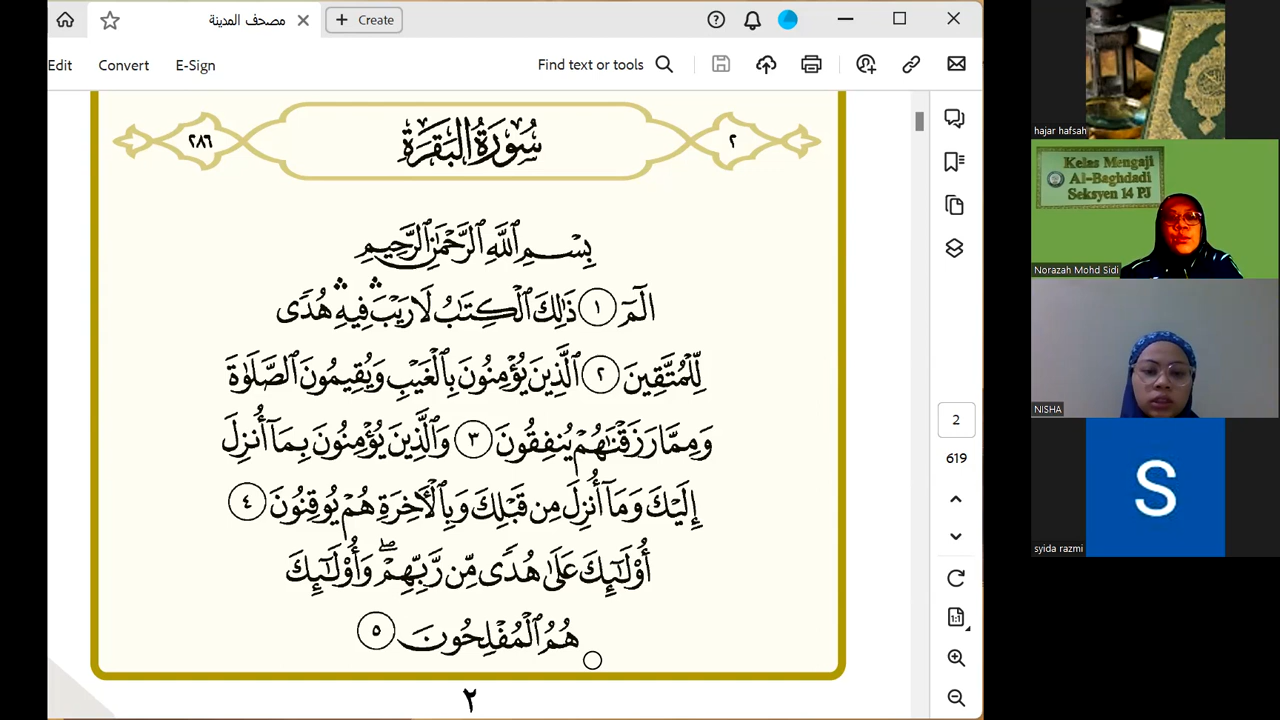 مصحف المدينة
Create
Edit
Convert
E-Sign
Find text or tools
٢
سُورَةُ البَقَرَةِ
٢٨٦
بِسْمِ ٱللَّهِ ٱلرَّحْمَٰنِ ٱلرَّحِيمِ
الٓمٓ ١ ذَٰلِكَ ٱلْكِتَٰبُ لَا رَيْبَۛ فِيهِۛ هُدًى
لِّلْمُتَّقِينَ ٢ ٱلَّذِينَ يُؤْمِنُونَ بِٱلْغَيْبِ وَيُقِيمُونَ ٱلصَّلَوٰةَ
وَمِمَّا رَزَقْنَٰهُمْ يُنفِقُونَ ٣ وَٱلَّذِينَ يُؤْمِنُونَ بِمَآ أُنزِلَ
إِلَيْكَ وَمَآ أُنزِلَ مِن قَبْلِكَ وَبِٱلْأَخِرَةِ هُمْ يُوقِنُونَ ٤
أُوْلَٰٓئِكَ عَلَىٰ هُدًى مِّن رَّبِّهِمْۖ وَأُوْلَٰٓئِكَ
هُمُ ٱلْمُفْلِحُونَ ٥
٢
2
619
1:1
hajar hafsah
Kelas Mengaji
Al-Baghdadi
Seksyen 14 PJ
Norazah Mohd Sidi
NISHA
S
syida razmi